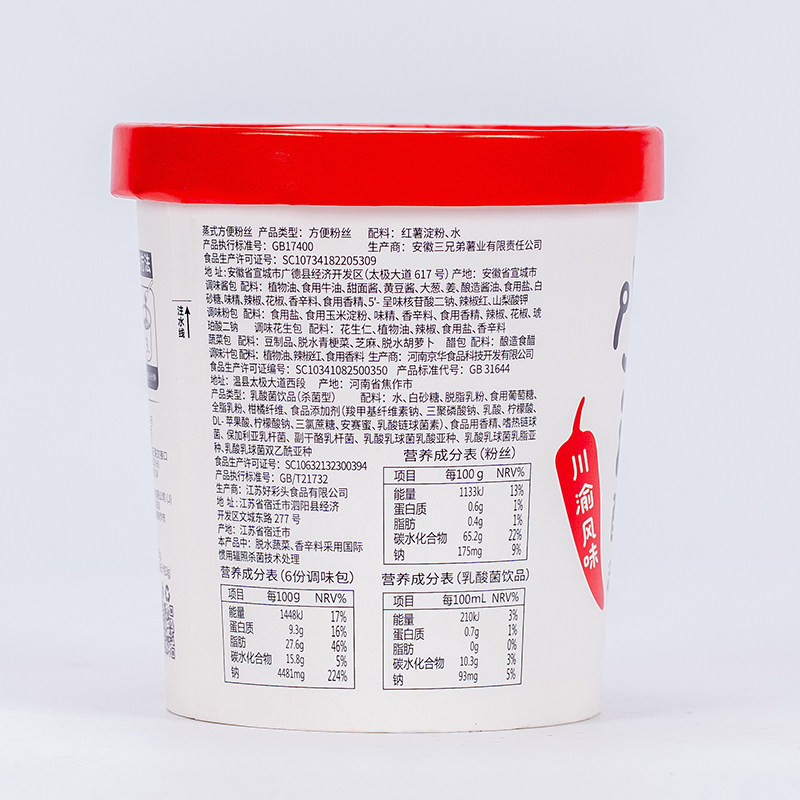 蒸式方便粉丝 产品类型：方便粉丝 配料：红薯淀粉、水
产品执行标准号：GB17400 生产商：安徽三兄弟薯业有限责任公司
食品生产许可证号：SC10734182205309
地 址：安徽省宣城市广德县经济开发区（太极大道 617 号）产地：安徽省宣城市
调味酱包 配料：植物油、食用牛油、甜面酱、黄豆酱、大葱、姜、酿造酱油、食用盐、白
砂糖、味精、辣椒、花椒、香辛料、食用香精、5'- 呈味核苷酸二钠、辣椒红、山梨酸钾
调味粉包 配料：食用盐、食用玉米淀粉、味精、香辛料、食用香精、辣椒、花椒、琥
珀酸二钠 调味花生包 配料：花生仁、植物油、辣椒、食用盐、香辛料
蔬菜包 配料：豆制品、脱水青梗菜、芝麻、脱水胡萝卜 醋包 配料：酿造食醋
调味汁包 配料：植物油、辣椒红、食用香料 生产商：河南京华食品科技开发有限公司
食品生产许可证编号：SC10341082500350 产品标准代号：GB 31644
地址：温县太极大道西段 产地：河南省焦作市
产品类型：乳酸菌饮品（杀菌型） 配料：水、白砂糖、脱脂乳粉、食用葡萄糖、
全脂乳粉、柑橘纤维、食品添加剂（羧甲基纤维素钠、三聚磷酸钠、乳酸、柠檬酸、
DL- 苹果酸、柠檬酸钠、三氯蔗糖、安赛蜜、乳酸链球菌素）、食品用香精、嗜热链球
菌、保加利亚乳杆菌、副干酪乳杆菌、乳酸乳球菌乳酸亚种、乳酸乳球菌乳脂亚
种、乳酸乳球菌双乙酰亚种
食品生产许可证号：SC10632132300394
产品执行标准号：GB/T21732
生产商：江苏好彩头食品有限公司
地 址：江苏省宿迁市泗阳县经济
开发区文城东路 277 号
产地：江苏省宿迁市
本产品中：脱水蔬菜、香辛料采用国际
惯用辐照杀菌技术处理
营养成分表（粉丝）
项目 每100 g NRV%
能量 1133kJ 13%
蛋白质 0.6g 1%
脂肪 0.4g 1%
碳水化合物 65.2g 22%
钠 175mg 9%
营养成分表（6份调味包）
项目 每100g NRV%
能量 1448kJ 17%
蛋白质 9.3g 16%
脂肪 27.6g 46%
碳水化合物 15.8g 5%
钠 4481mg 224%
营养成分表（乳酸菌饮品）
项目 每100mL NRV%
能量 210kJ 3%
蛋白质 0.7g 1%
脂肪 0g 0%
碳水化合物 10.3g 3%
钠 93mg 5%
注水线
川渝风味